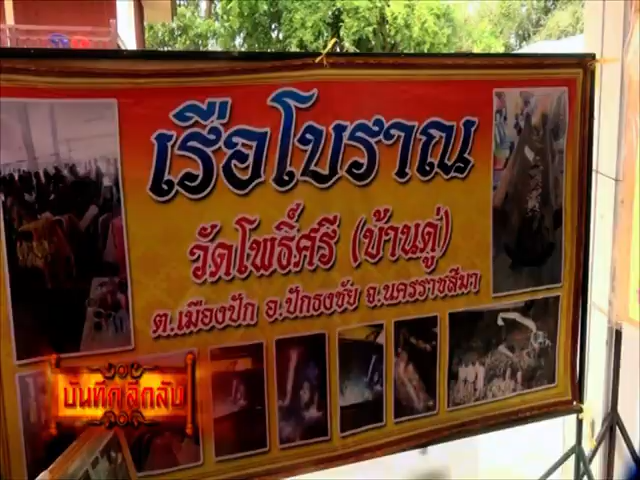 เรือโบราณ
วัดโพธิ์ศรี (บ้านดู่)
ต.เมืองปัก อ.ปักธงชัย จ.นครราชสีมา
บันทึกลึกลับ